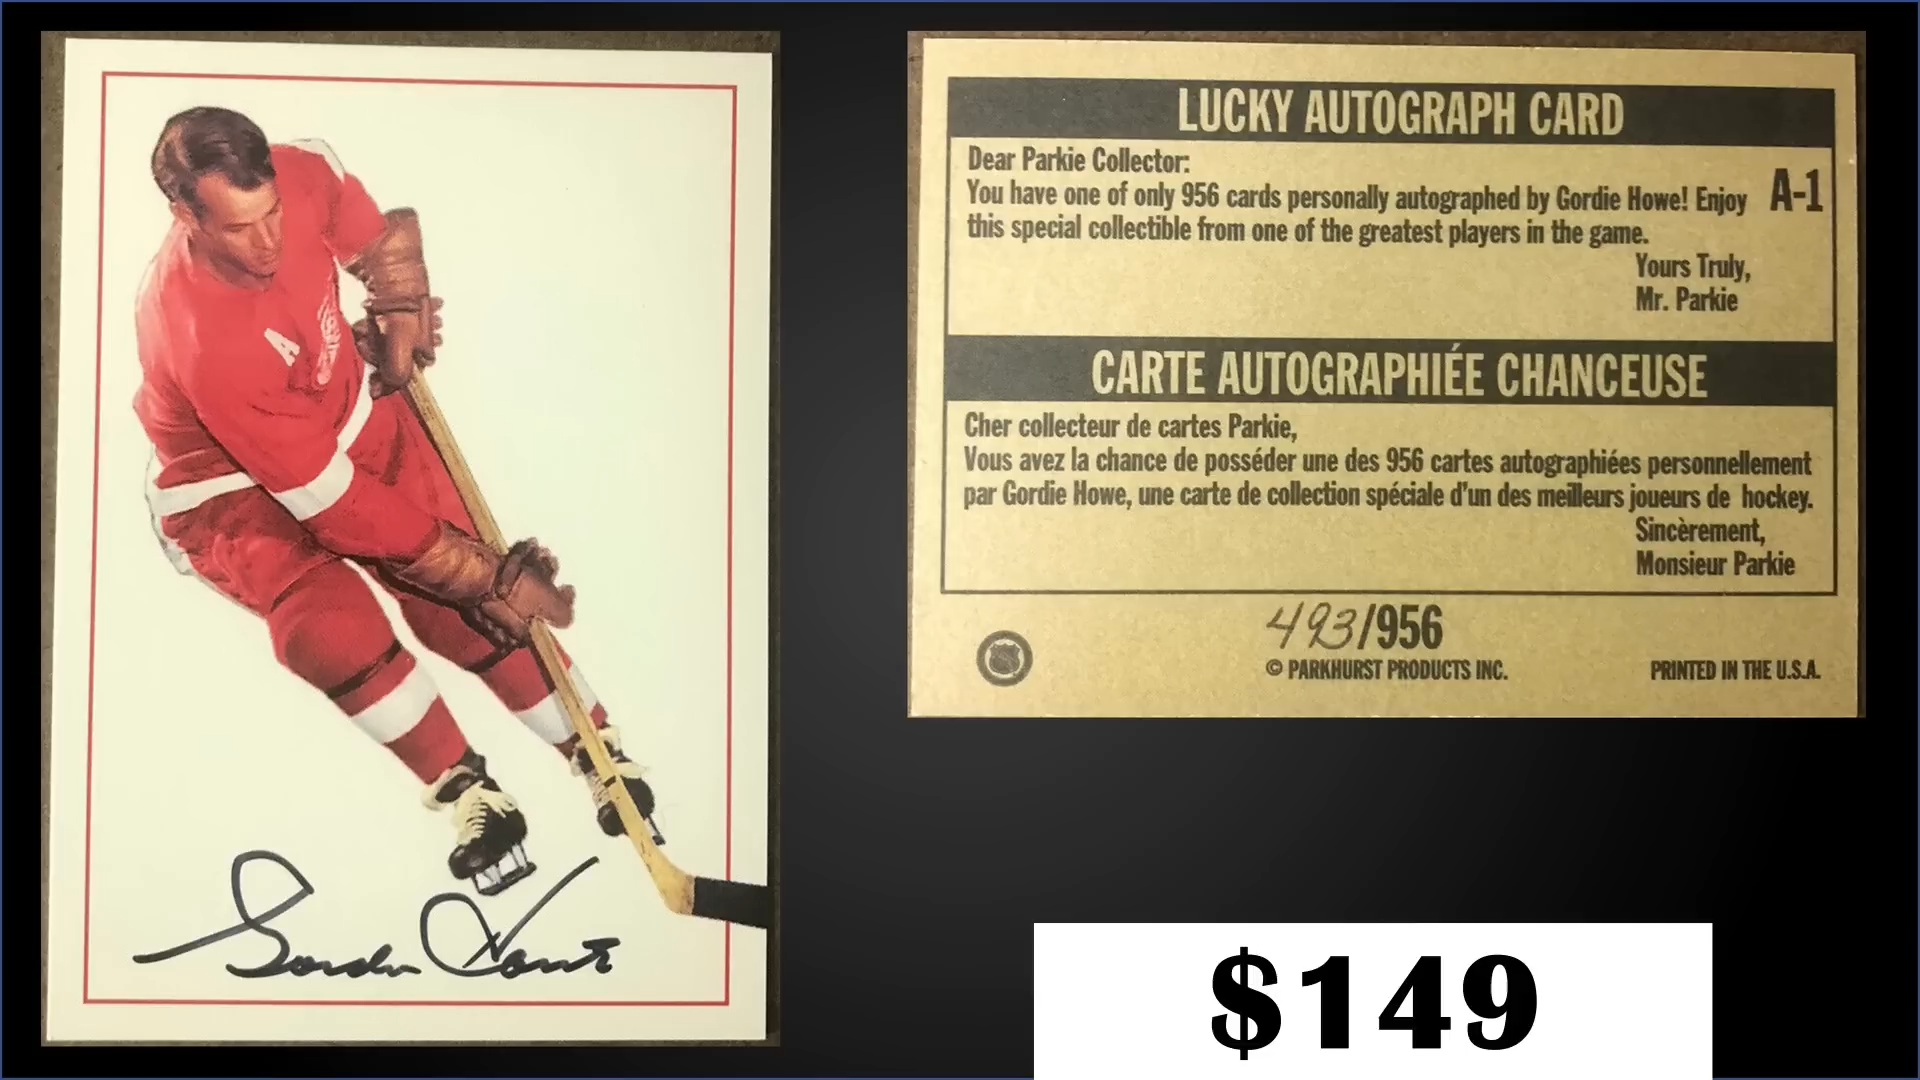 A
Gordie Howe
LUCKY AUTOGRAPH CARD
Dear Parkie Collector:
You have one of only 956 cards personally autographed by Gordie Howe! Enjoy
this special collectible from one of the greatest players in the game.
A-1
Yours Truly,
Mr. Parkie
CARTE AUTOGRAPHIÉE CHANCEUSE
Cher collecteur de cartes Parkie,
Vous avez la chance de posséder une des 956 cartes autographiées personnellement
par Gordie Howe, une carte de collection spéciale d'un des meilleurs joueurs de hockey.
Sincèrement,
Monsieur Parkie
493/956
© PARKHURST PRODUCTS INC.
PRINTED IN THE U.S.A.
$149